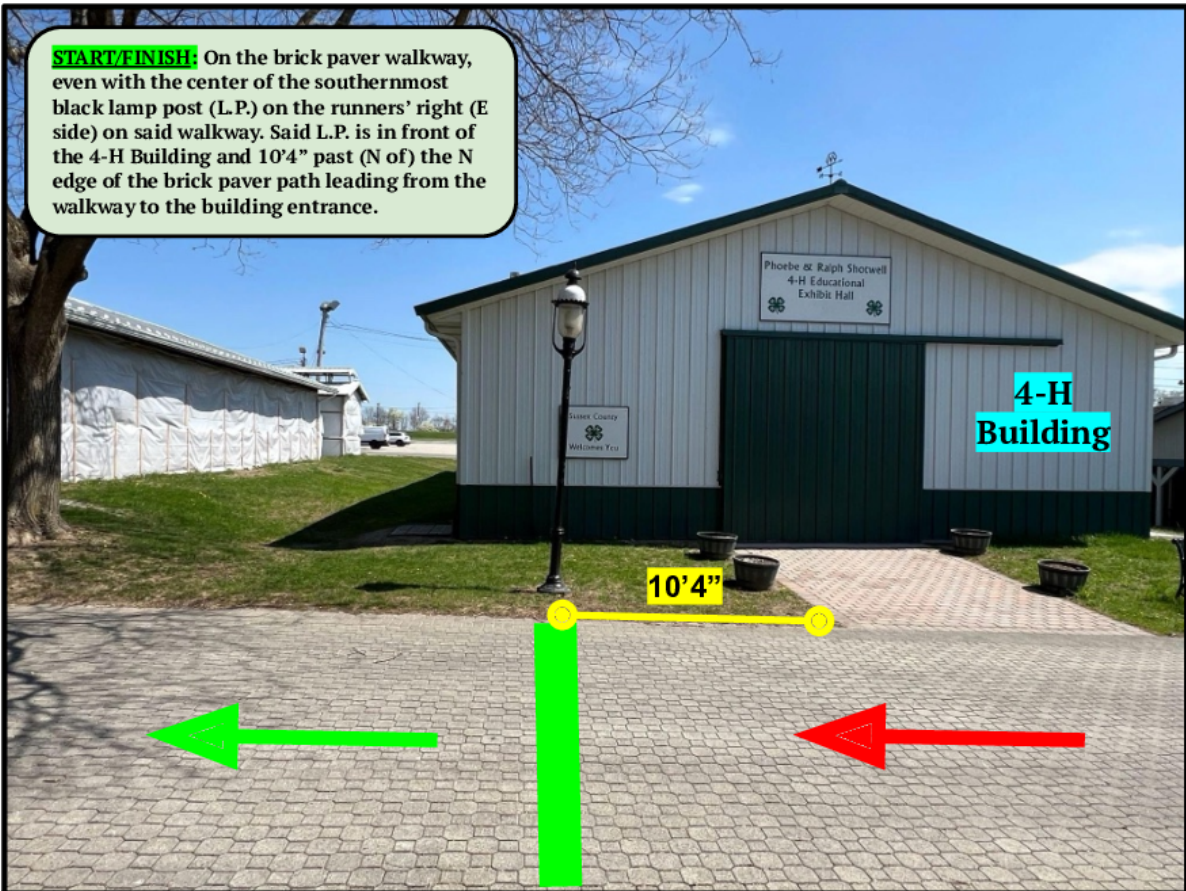 START/FINISH: On the brick paver walkway,
even with the center of the southernmost
black lamp post (L.P.) on the runners’ right (E
side) on said walkway. Said L.P. is in front of
the 4-H Building and 10’4” past (N of) the N
edge of the brick paver path leading from the
walkway to the building entrance.
Phoebe & Ralph Shotwell
4-H Educational
Exhibit Hall
4-H
Building
Sussex County
Welcomes You
10’4”